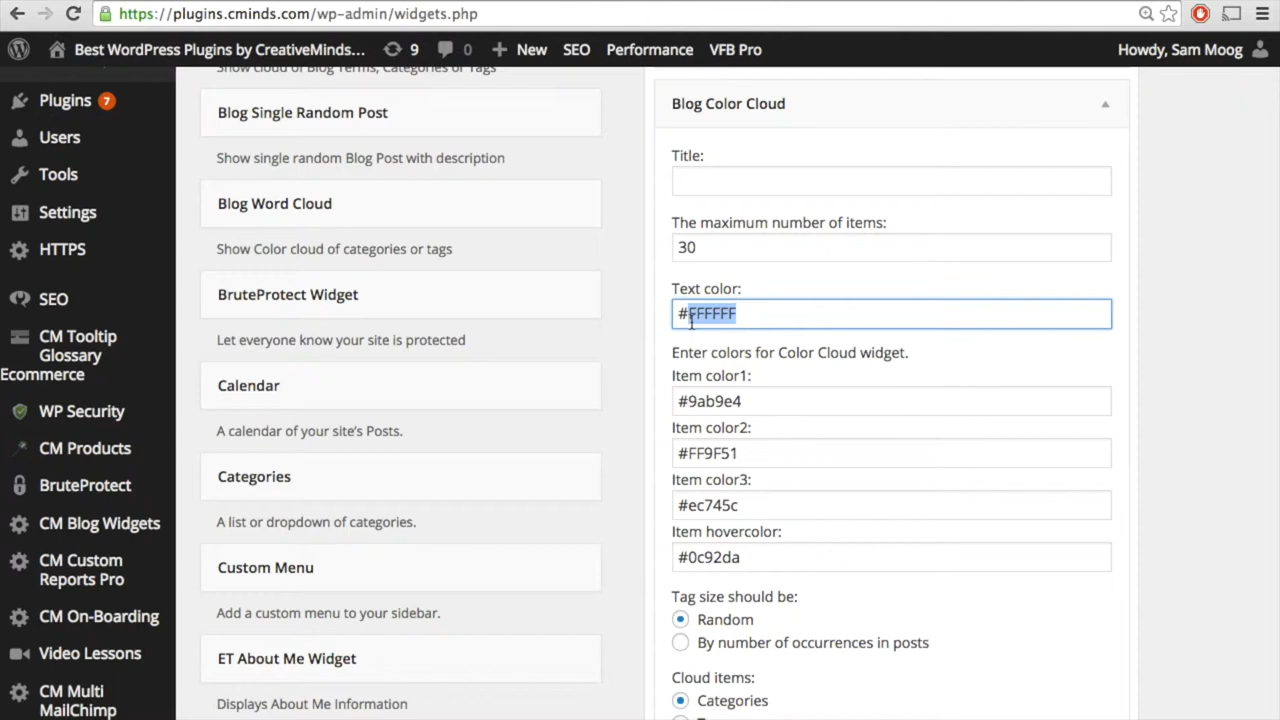 https://plugins.cminds.com/wp-admin/widgets.php
Best WordPress Plugins by CreativeMinds... 9 0 New SEO Performance VFB Pro Howdy, Sam Moog
Plugins 7
Users
Tools
Settings
HTTPS
SEO
CM Tooltip
Glossary
Ecommerce
WP Security
CM Products
BruteProtect
CM Blog Widgets
CM Custom
Reports Pro
CM On-Boarding
Video Lessons
CM Multi
MailChimp
Show cloud of Blog Terms, Categories or Tags
Blog Single Random Post
Show single random Blog Post with description
Blog Word Cloud
Show Color cloud of categories or tags
BruteProtect Widget
Let everyone know your site is protected
Calendar
A calendar of your site's Posts.
Categories
A list or dropdown of categories.
Custom Menu
Add a custom menu to your sidebar.
ET About Me Widget
Displays About Me Information
Blog Color Cloud
Title:
The maximum number of items:
30
Text color:
#FFFFFF
Enter colors for Color Cloud widget.
Item color1:
#9ab9e4
Item color2:
#FF9F51
Item color3:
#ec745c
Item hovercolor:
#0c92da
Tag size should be:
Random
By number of occurrences in posts
Cloud items:
Categories